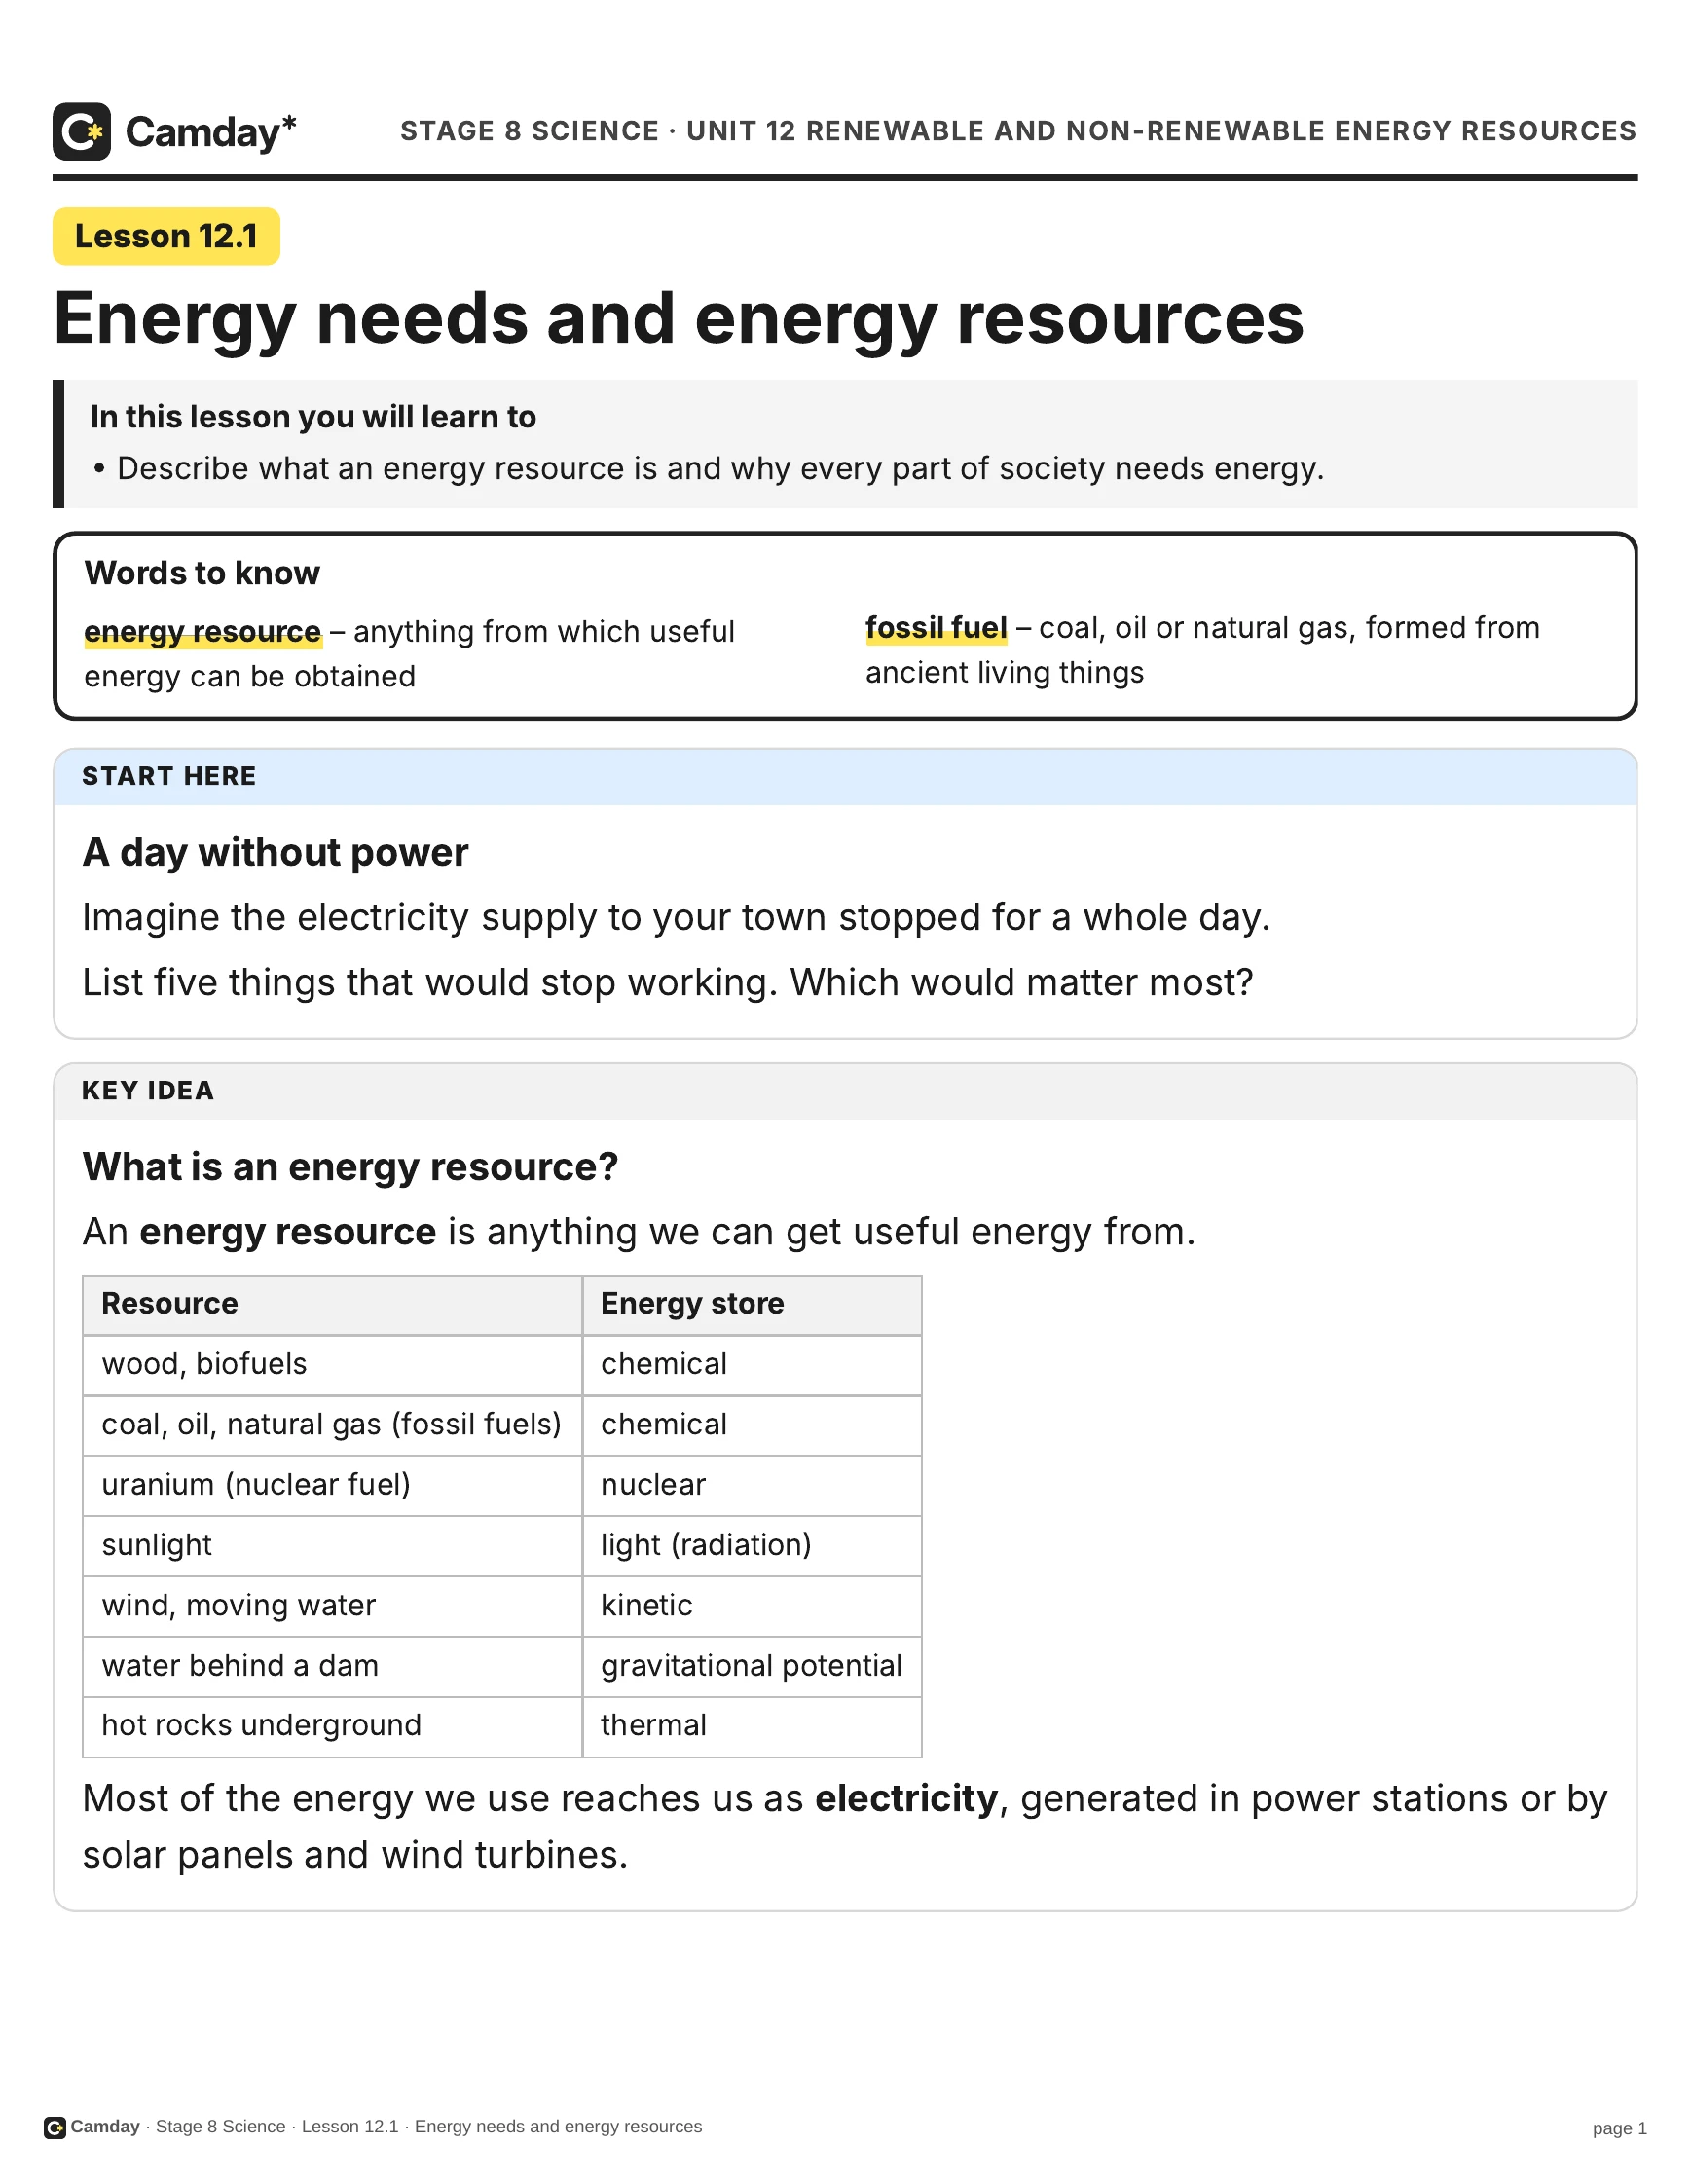 Camday*
STAGE 8 SCIENCE · UNIT 12 RENEWABLE AND NON-RENEWABLE ENERGY RESOURCES
Lesson 12.1
Energy needs and energy resources
In this lesson you will learn to
• Describe what an energy resource is and why every part of society needs energy.
Words to know
energy resource – anything from which useful
energy can be obtained
fossil fuel – coal, oil or natural gas, formed from
ancient living things
START HERE
A day without power
Imagine the electricity supply to your town stopped for a whole day.
List five things that would stop working. Which would matter most?
KEY IDEA
What is an energy resource?
An energy resource is anything we can get useful energy from.
Resource Energy store
wood, biofuels chemical
coal, oil, natural gas (fossil fuels) chemical
uranium (nuclear fuel) nuclear
sunlight light (radiation)
wind, moving water kinetic
water behind a dam gravitational potential
hot rocks underground thermal
Most of the energy we use reaches us as electricity, generated in power stations or by
solar panels and wind turbines.
Camday · Stage 8 Science · Lesson 12.1 · Energy needs and energy resources
page 1